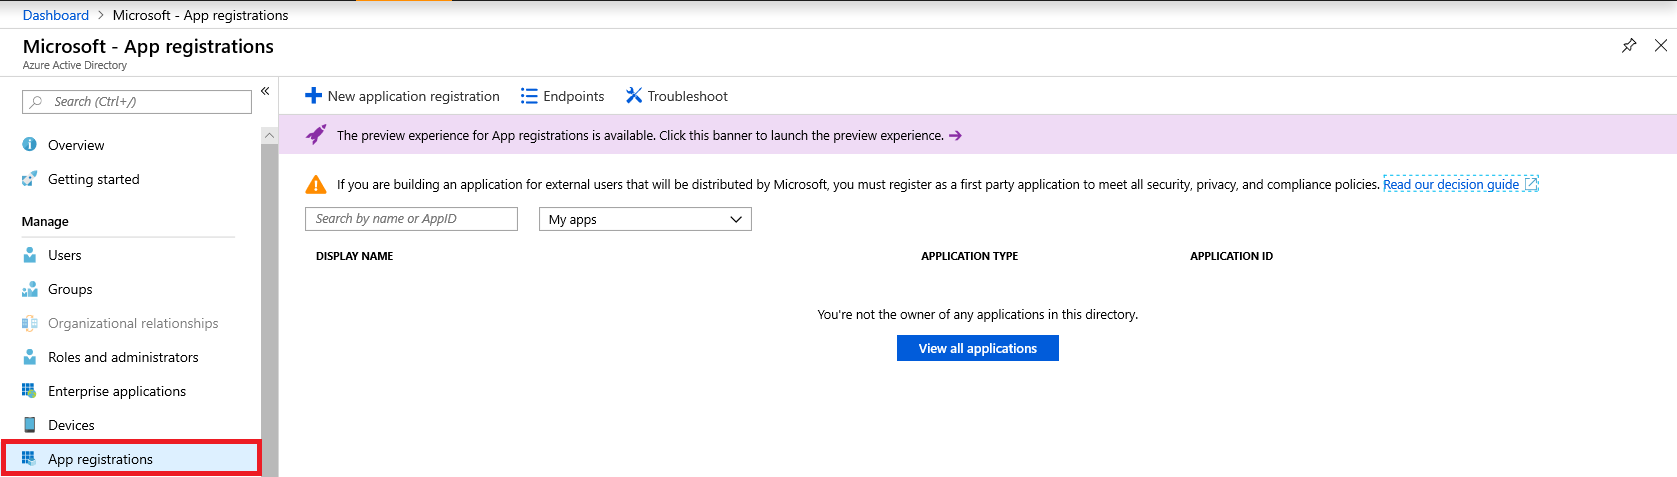 Dashboard > Microsoft - App registrations
Microsoft - App registrations
Azure Active Directory
Search (Ctrl+/)
«
Overview
Getting started
Manage
Users
Groups
Organizational relationships
Roles and administrators
Enterprise applications
Devices
App registrations
New application registration Endpoints Troubleshoot
The preview experience for App registrations is available. Click this banner to launch the preview experience. →
If you are building an application for external users that will be distributed by Microsoft, you must register as a first party application to meet all security, privacy, and compliance policies. Read our decision guide
Search by name or AppID My apps
DISPLAY NAME APPLICATION TYPE APPLICATION ID
You're not the owner of any applications in this directory.
View all applications